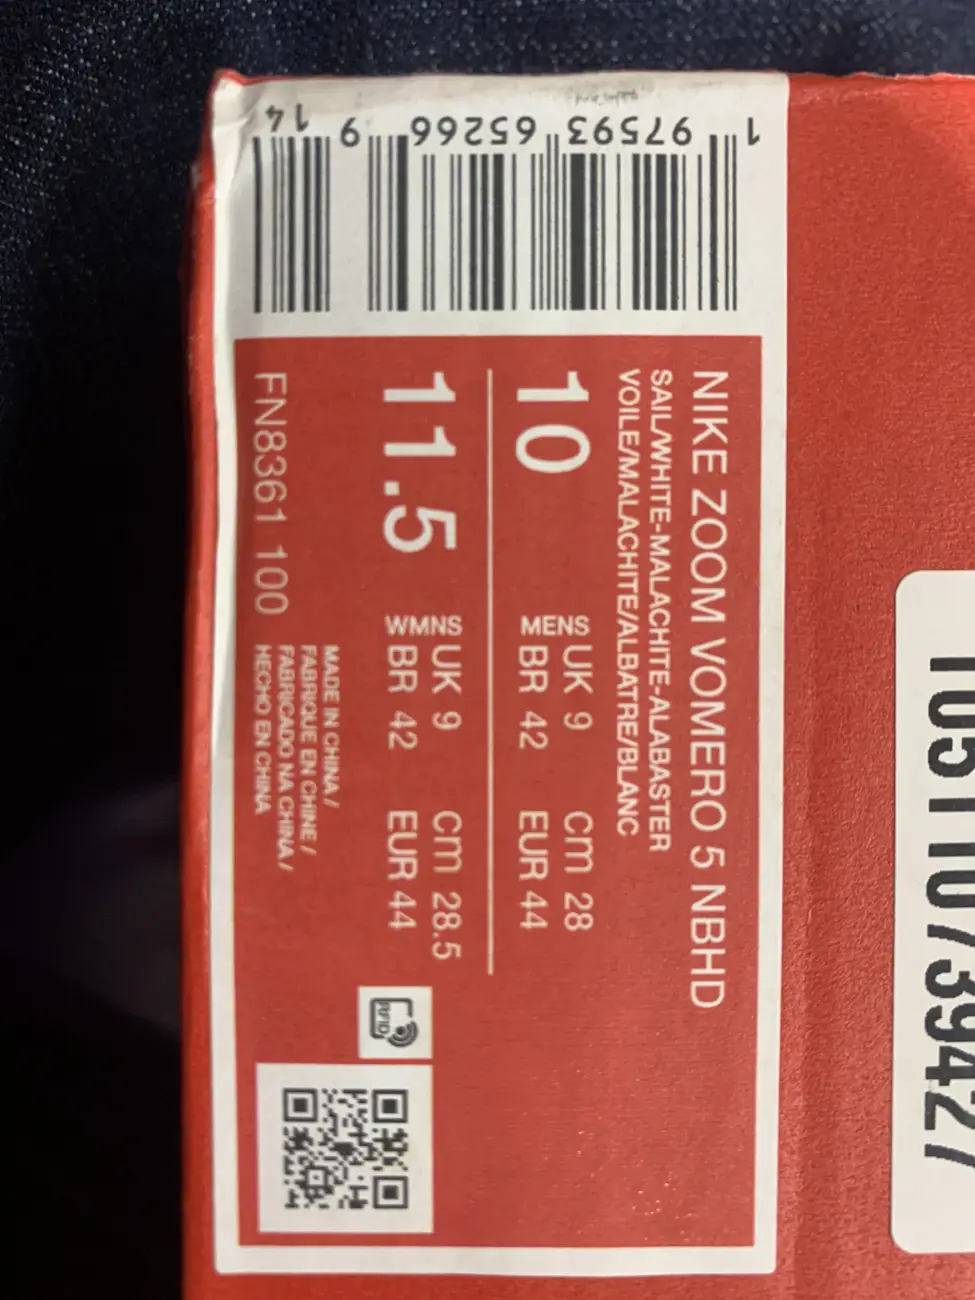 NIKE ZOOM VOMERO 5 NBHD
SAIL/WHITE-MALACHITE-ALABASTER
VOILE/MALACHITE/ALBATRE/BLANC
10
MENS
UK 9 cm 28
BR 42 EUR 44
11.5
WMNS
UK 9 cm 28.5
BR 42 EUR 44
FN8361 100
MADE IN CHINA/
FABRIQUE EN CHINE/
FABRICADO NA CHINA/
HECHO EN CHINA
RFID
1 97593 65266 9 14
105110739427